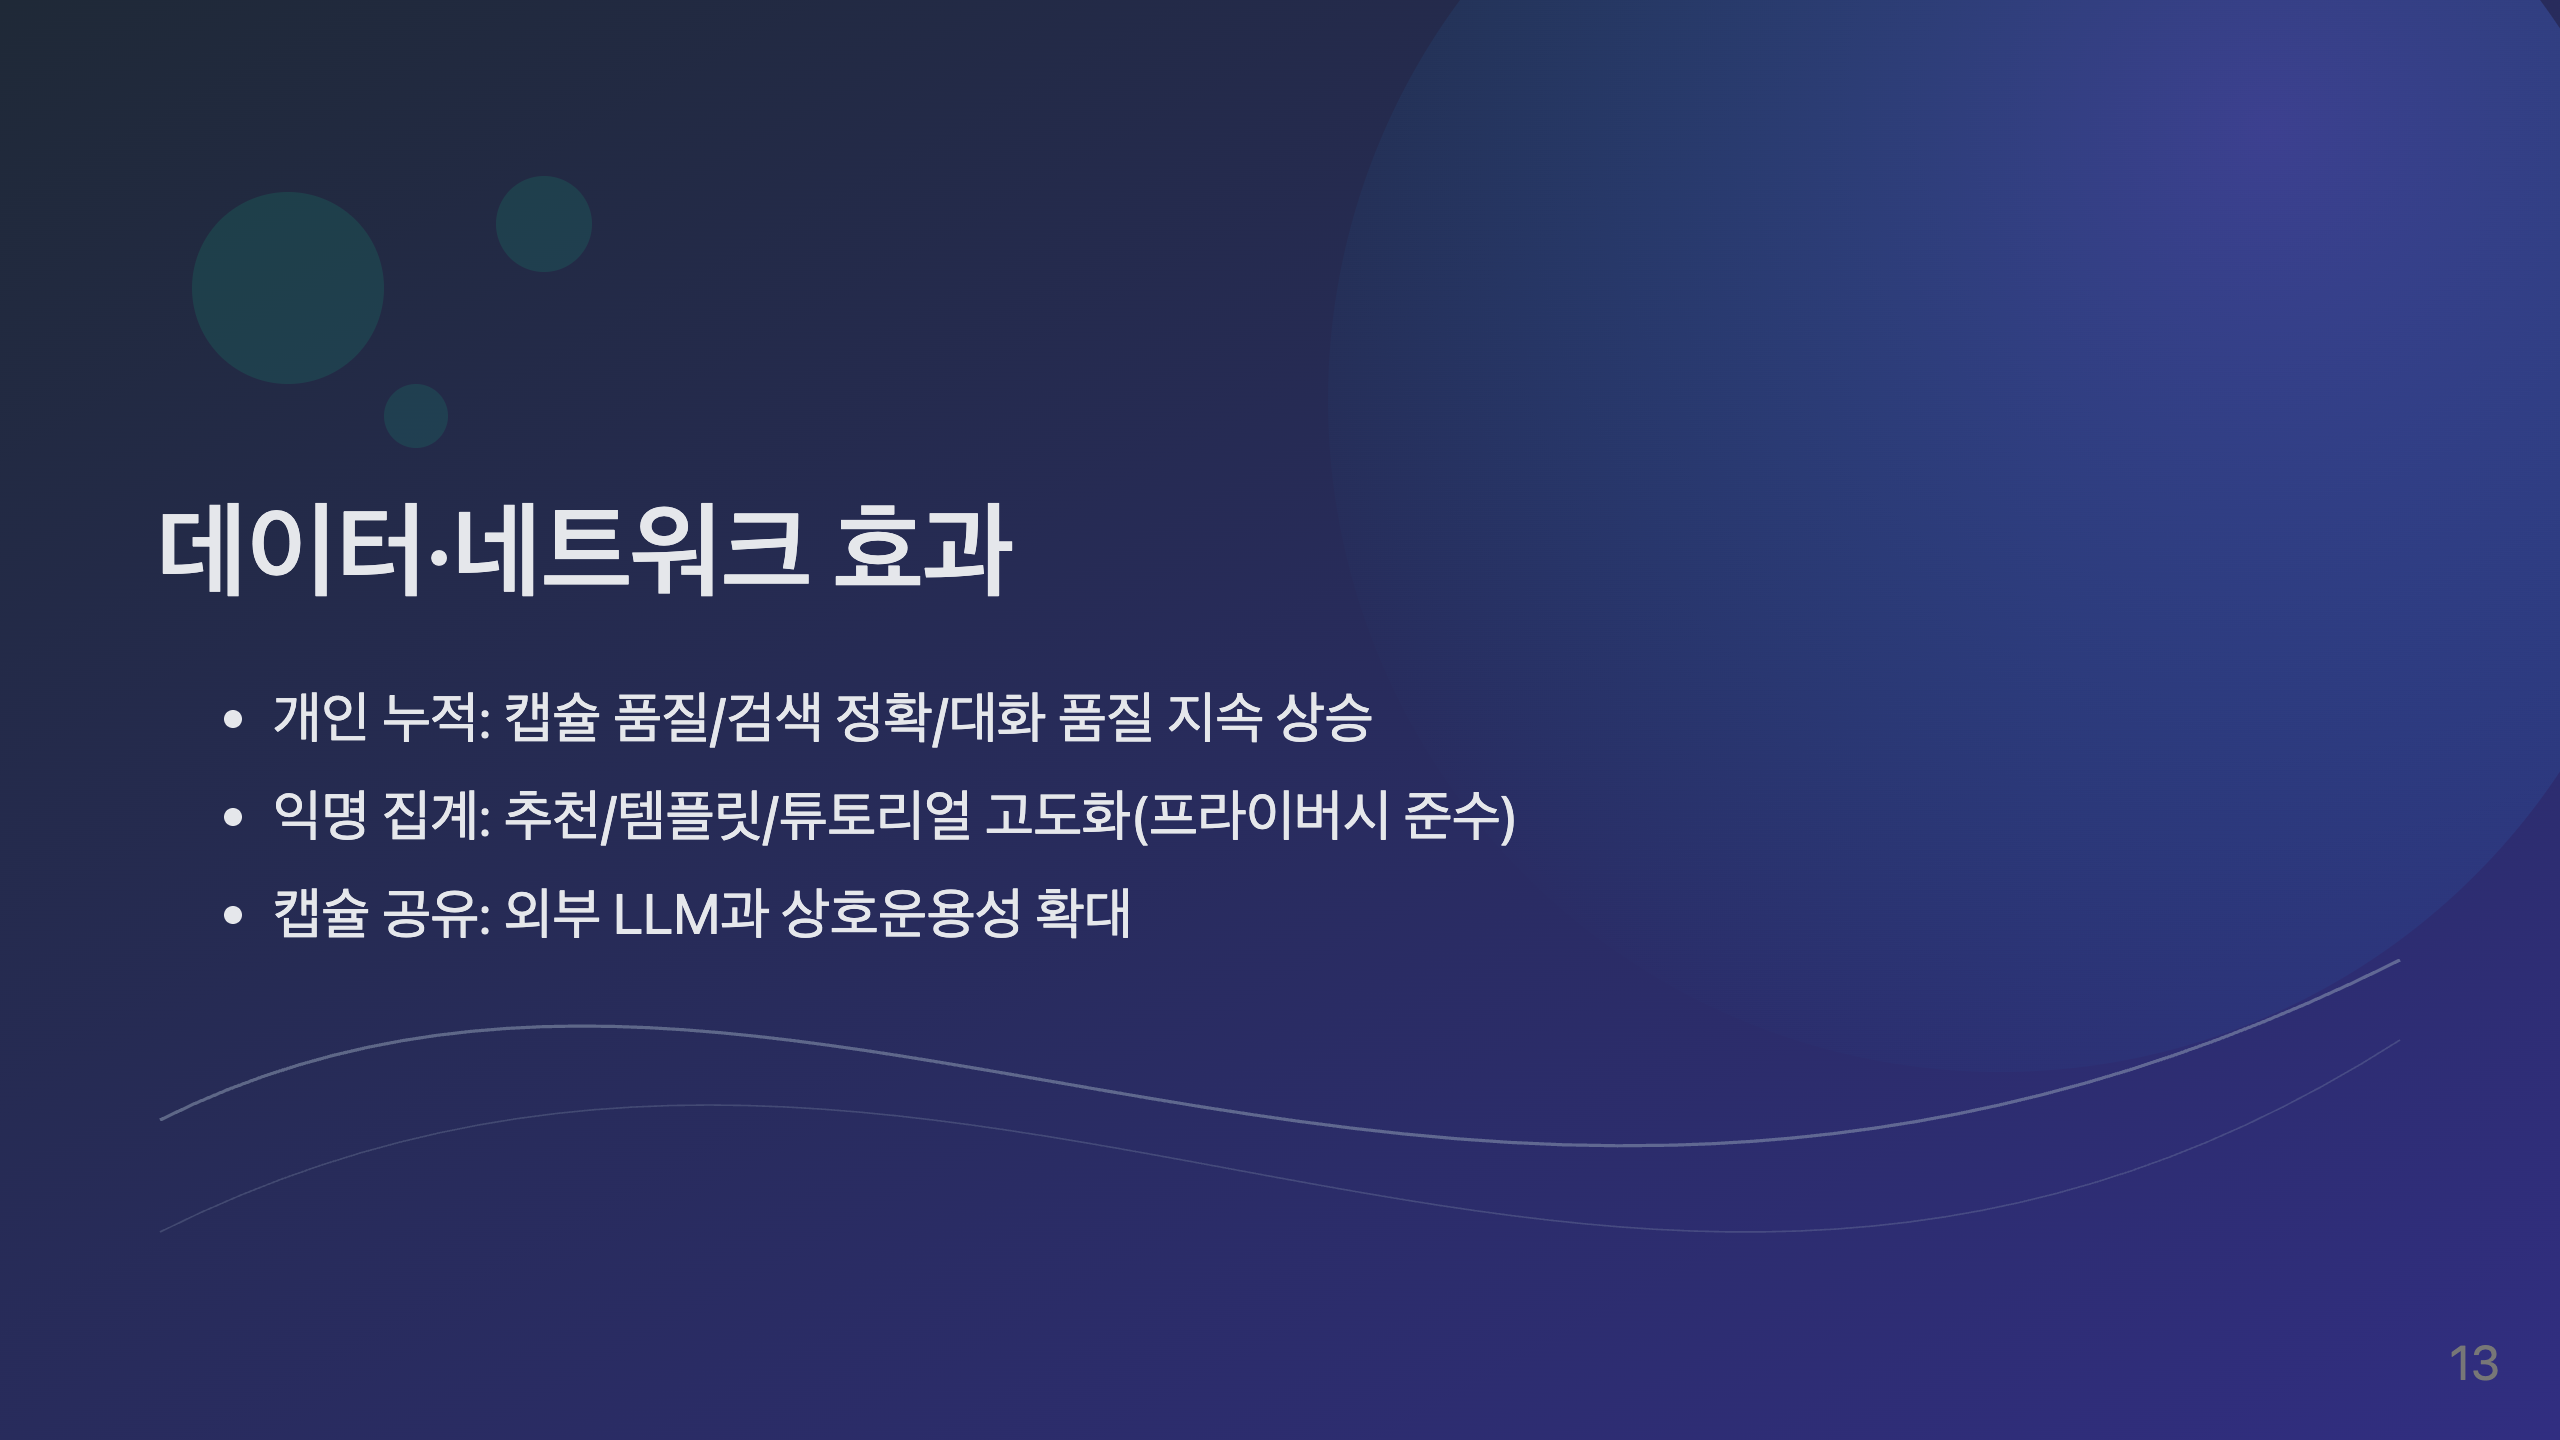 데이터·네트워크 효과
• 개인 누적: 캡슐 품질/검색 정확/대화 품질 지속 상승
• 익명 집계: 추천/템플릿/튜토리얼 고도화(프라이버시 준수)
• 캡슐 공유: 외부 LLM과 상호운용성 확대
13